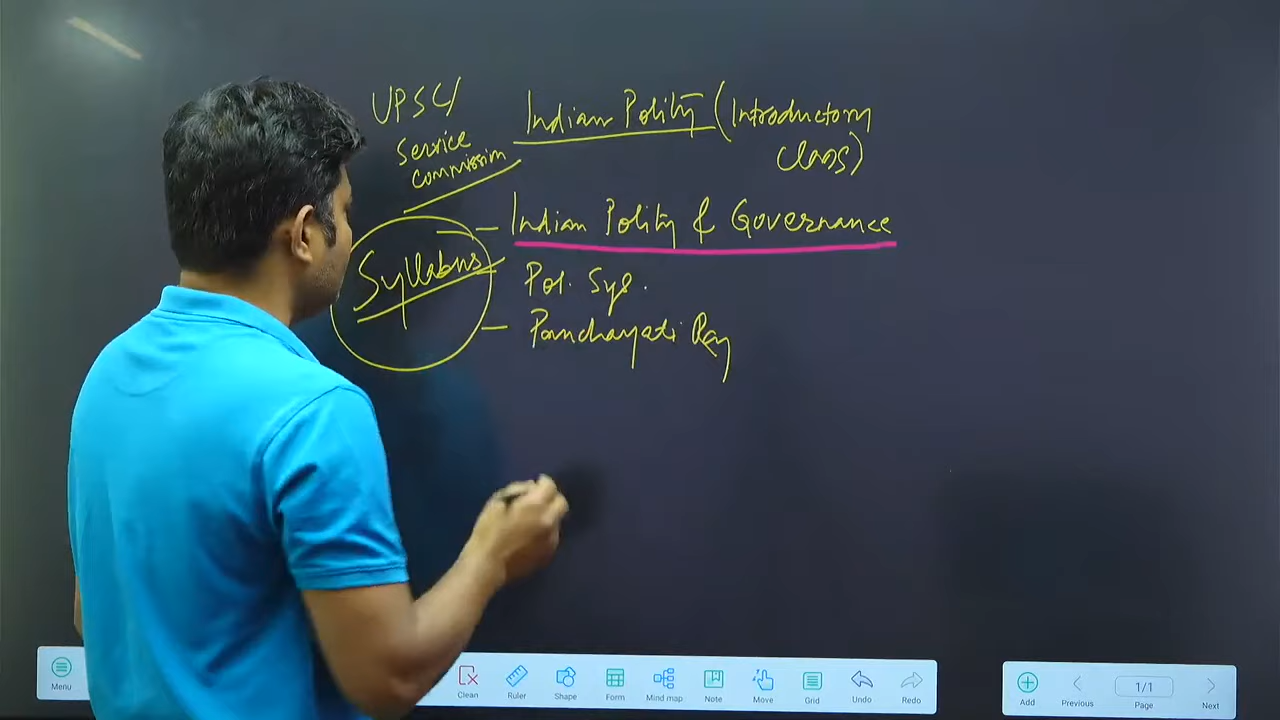 UPSC/
Service
Commission
Indian Polity (Introductory
Class)
Syllabus
Indian Polity & Governance
Pol. Sys.
Panchayati Raj
Menu
Clean
Ruler
Shape
Form
Mind map
Note
Move
Grid
Undo
Redo
Add
Previous
1/1
Page
Next